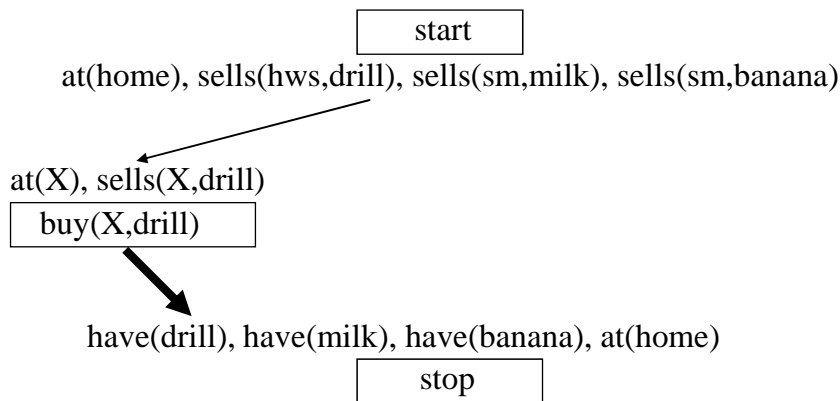 start
at(home), sells(hws,drill), sells(sm,milk), sells(sm,banana)
at(X), sells(X,drill)
buy(X,drill)
have(drill), have(milk), have(banana), at(home)
stop